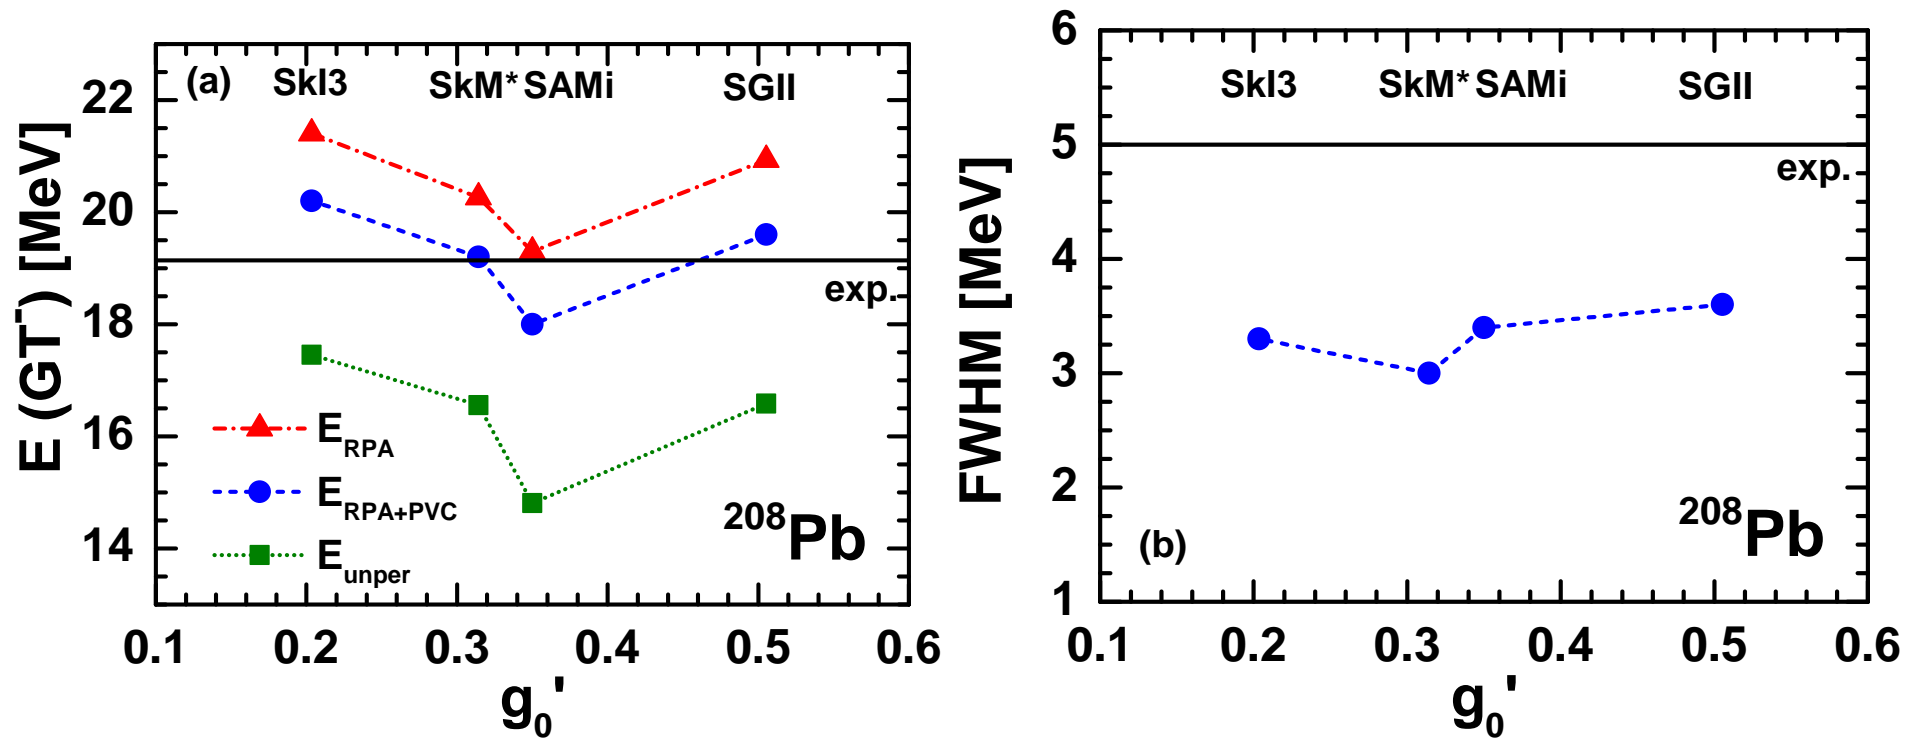 (a) SkI3 SkM* SAMi SGII
22
20
18
16
14
E (GT⁻) [MeV]
exp.
E_RPA
E_RPA+PVC
E_unper
²⁰⁸Pb
0.1 0.2 0.3 0.4 0.5 0.6
g₀'
6
5
4
3
2
1
FWHM [MeV]
SkI3 SkM* SAMi SGII
exp.
(b)
²⁰⁸Pb
0.1 0.2 0.3 0.4 0.5 0.6
g₀'